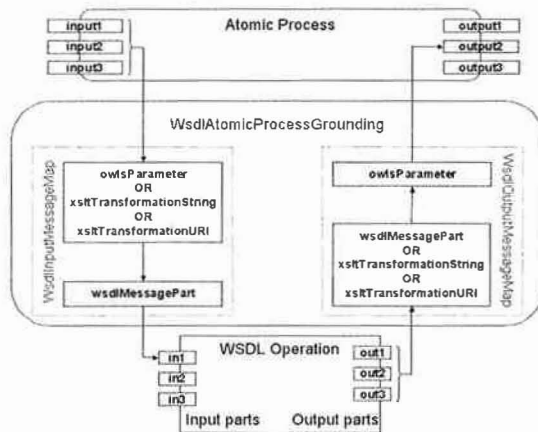 Atomic Process
input1
input2
input3
output1
output2
output3
WsdlAtomicProcessGrounding
WsdlInputMessageMap
owlsParameter
OR
xsltTransformationString
OR
xsltTransformationURI
wsdlMessagePart
WsdlOutputMessageMap
owlsParameter
wsdlMessagePart
OR
xsltTransformationString
OR
xsltTransformationURI
WSDL Operation
in1
in2
in3
out1
out2
out3
Input parts
Output parts